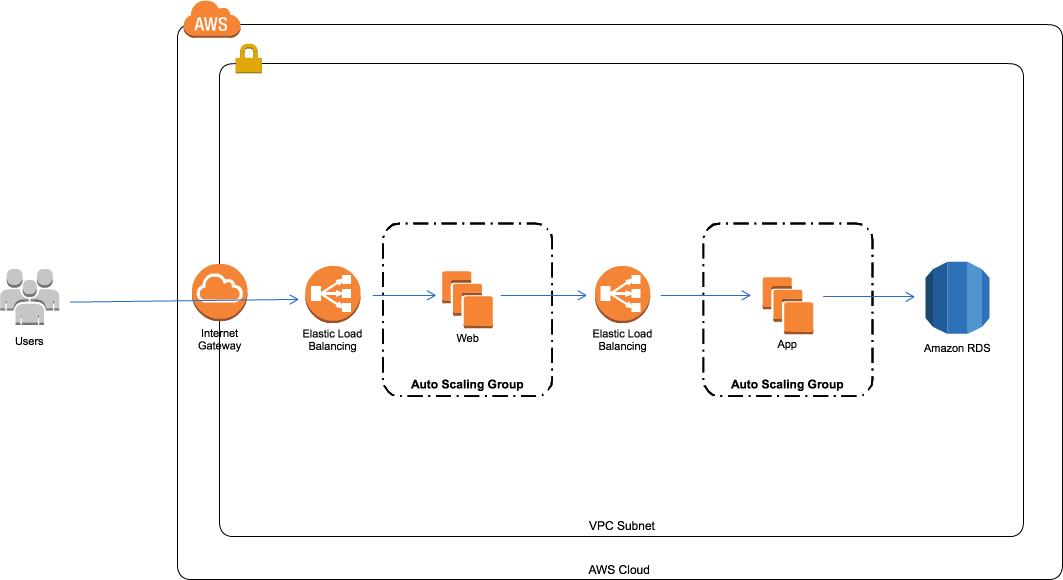 AWS
Users
Internet
Gateway
Elastic Load
Balancing
Web
Auto Scaling Group
Elastic Load
Balancing
App
Auto Scaling Group
Amazon RDS
VPC Subnet
AWS Cloud